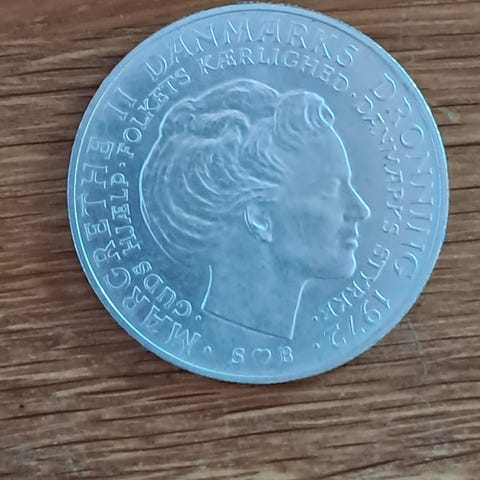 MARGRETHE II DANMARKS DRONNING 1972.
GUDS HJÆLP · FOLKETS KÆRLIGHED · DANMARKS STYRKE ·
S ♡ B